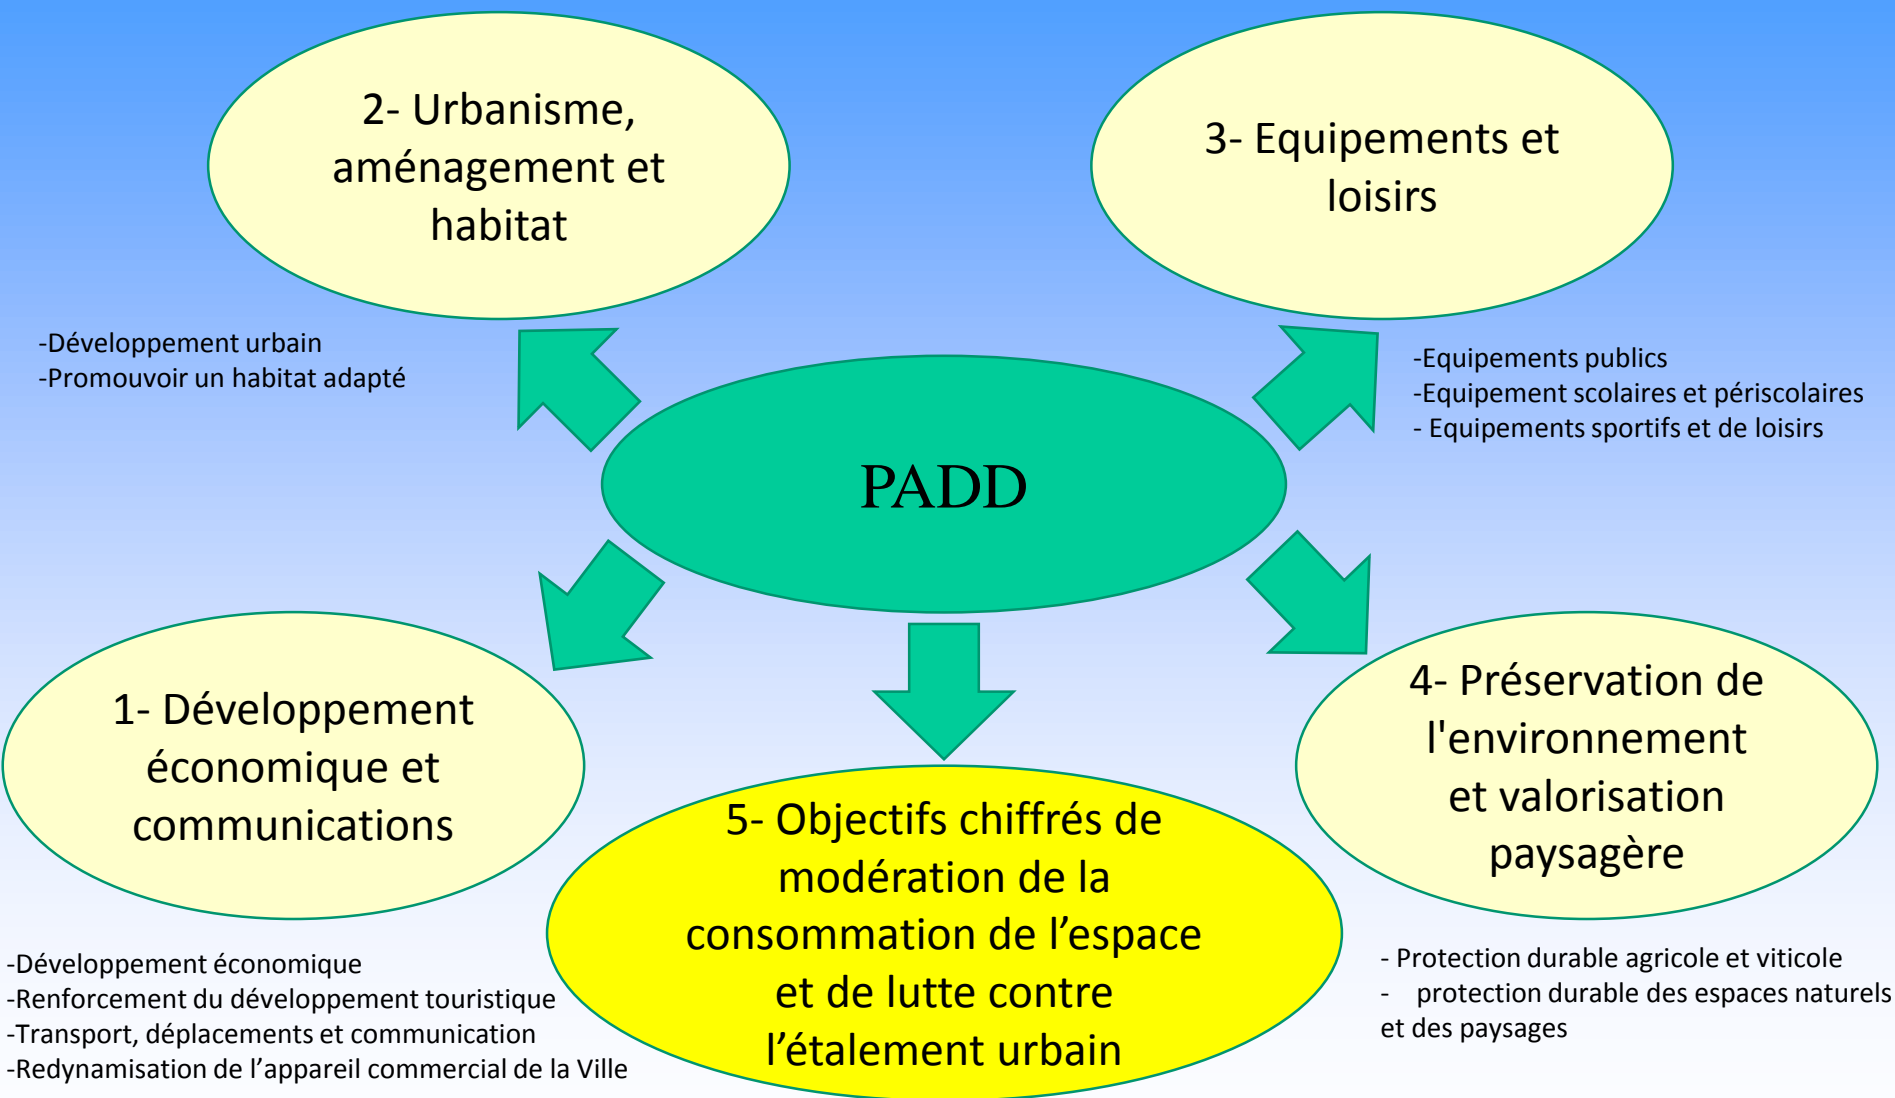 2- Urbanisme,
aménagement et
habitat
3- Equipements et
loisirs
-Développement urbain
-Promouvoir un habitat adapté
-Equipements publics
-Equipement scolaires et périscolaires
- Equipements sportifs et de loisirs
PADD
1- Développement
économique et
communications
4- Préservation de
l'environnement
et valorisation
paysagère
5- Objectifs chiffrés de
modération de la
consommation de l’espace
et de lutte contre
l’étalement urbain
-Développement économique
-Renforcement du développement touristique
-Transport, déplacements et communication
-Redynamisation de l’appareil commercial de la Ville
- Protection durable agricole et viticole
- protection durable des espaces naturels
et des paysages